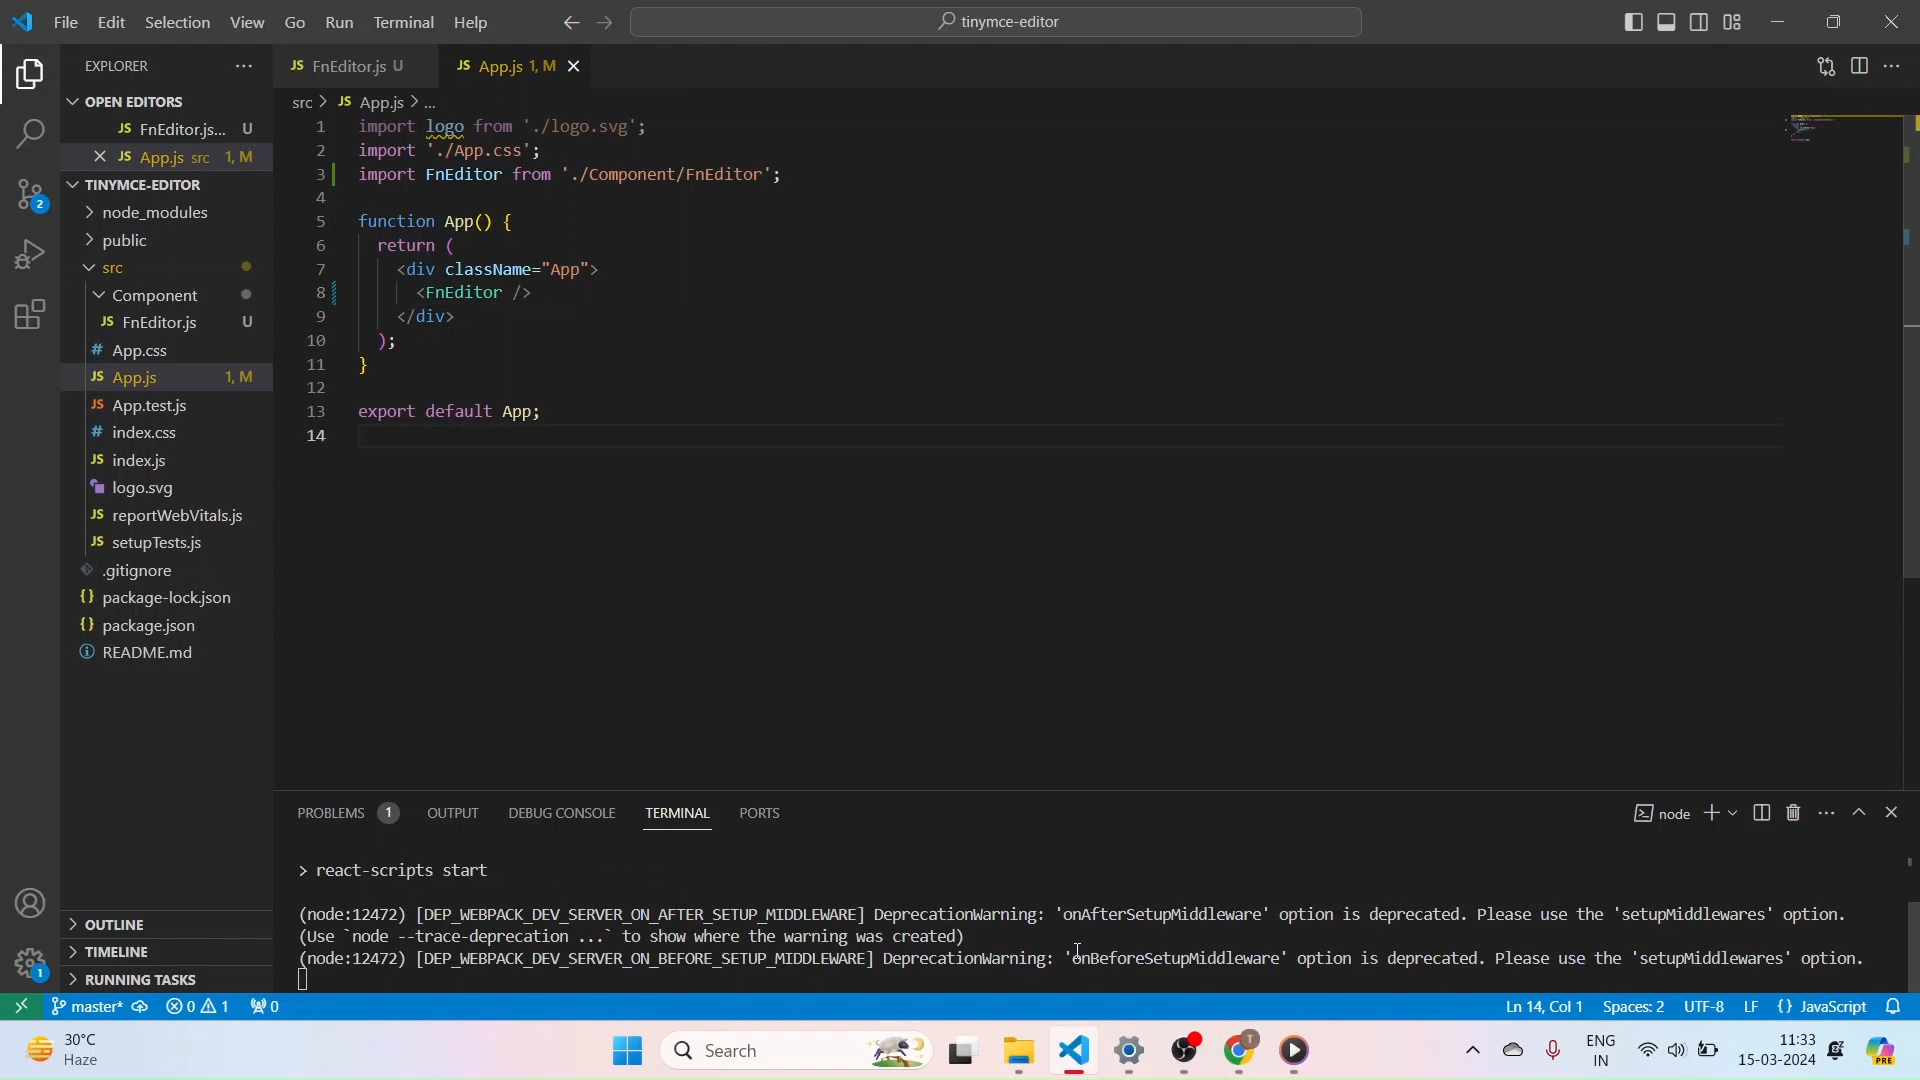 File Edit Selection View Go Run Terminal Help
tinymce-editor
EXPLORER
OPEN EDITORS
JS FnEditor.js... U
JS App.js src 1, M
TINYMCE-EDITOR
node_modules
public
src
Component
JS FnEditor.js U
# App.css
JS App.js 1, M
JS App.test.js
# index.css
JS index.js
logo.svg
JS reportWebVitals.js
JS setupTests.js
.gitignore
{} package-lock.json
{} package.json
README.md
OUTLINE
TIMELINE
RUNNING TASKS
JS FnEditor.js U
JS App.js 1, M
src > JS App.js > ...
1 import logo from './logo.svg';
2 import './App.css';
3 import FnEditor from './Component/FnEditor';
4
5 function App() {
6 return (
7 <div className="App">
8 <FnEditor />
9 </div>
10 );
11 }
12
13 export default App;
14
PROBLEMS 1 OUTPUT DEBUG CONSOLE TERMINAL PORTS
node
> react-scripts start
(node:12472) [DEP_WEBPACK_DEV_SERVER_ON_AFTER_SETUP_MIDDLEWARE] DeprecationWarning: 'onAfterSetupMiddleware' option is deprecated. Please use the 'setupMiddlewares' option.
(Use `node --trace-deprecation ...` to show where the warning was created)
(node:12472) [DEP_WEBPACK_DEV_SERVER_ON_BEFORE_SETUP_MIDDLEWARE] DeprecationWarning: 'onBeforeSetupMiddleware' option is deprecated. Please use the 'setupMiddlewares' option.
2
1
master* 0 1 0
Ln 14, Col 1 Spaces: 2 UTF-8 LF {} JavaScript
30°C
Haze
Search
T
ENG
IN
11:33
15-03-2024
PRE